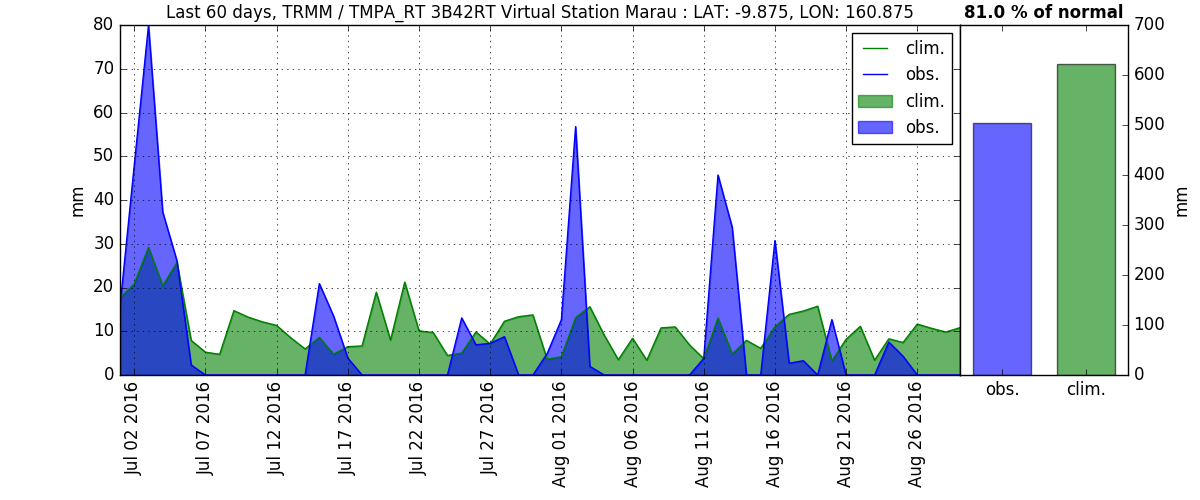 Last 60 days, TRMM / TMPA_RT 3B42RT Virtual Station Marau : LAT: -9.875, LON: 160.875
81.0 % of normal
80
70
60
50
40
30
20
10
0
mm
clim.
obs.
clim.
obs.
Jul 02 2016
Jul 07 2016
Jul 12 2016
Jul 17 2016
Jul 22 2016
Jul 27 2016
Aug 01 2016
Aug 06 2016
Aug 11 2016
Aug 16 2016
Aug 21 2016
Aug 26 2016
700
600
500
400
300
200
100
0
mm
obs.
clim.